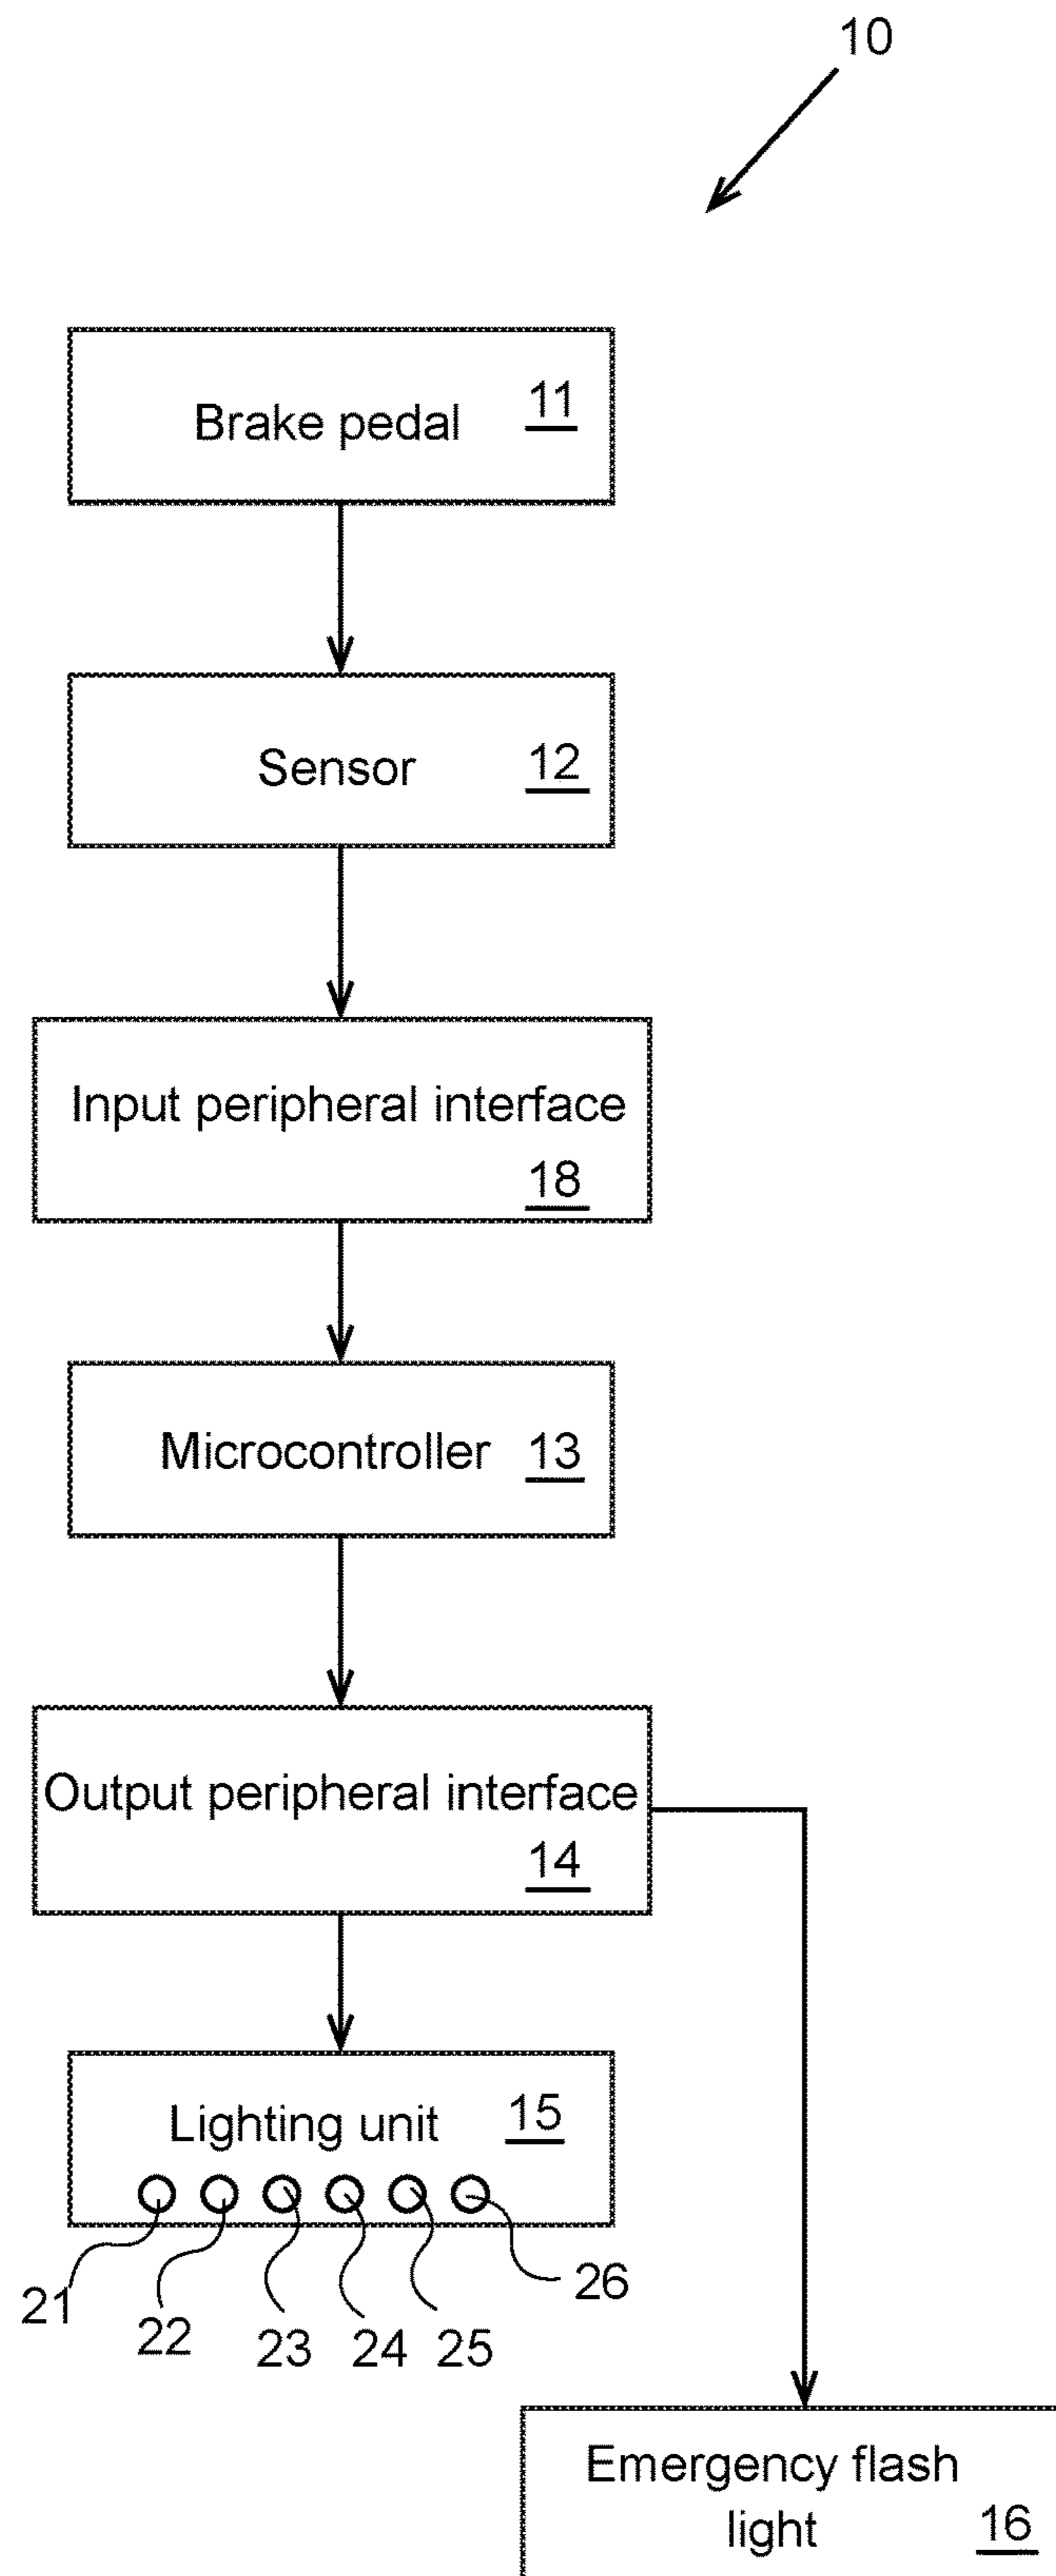 10
Brake pedal 11
Sensor 12
Input peripheral interface
18
Microcontroller 13
Output peripheral interface
14
Lighting unit 15
21 22 23 24 25 26
Emergency flash
light 16